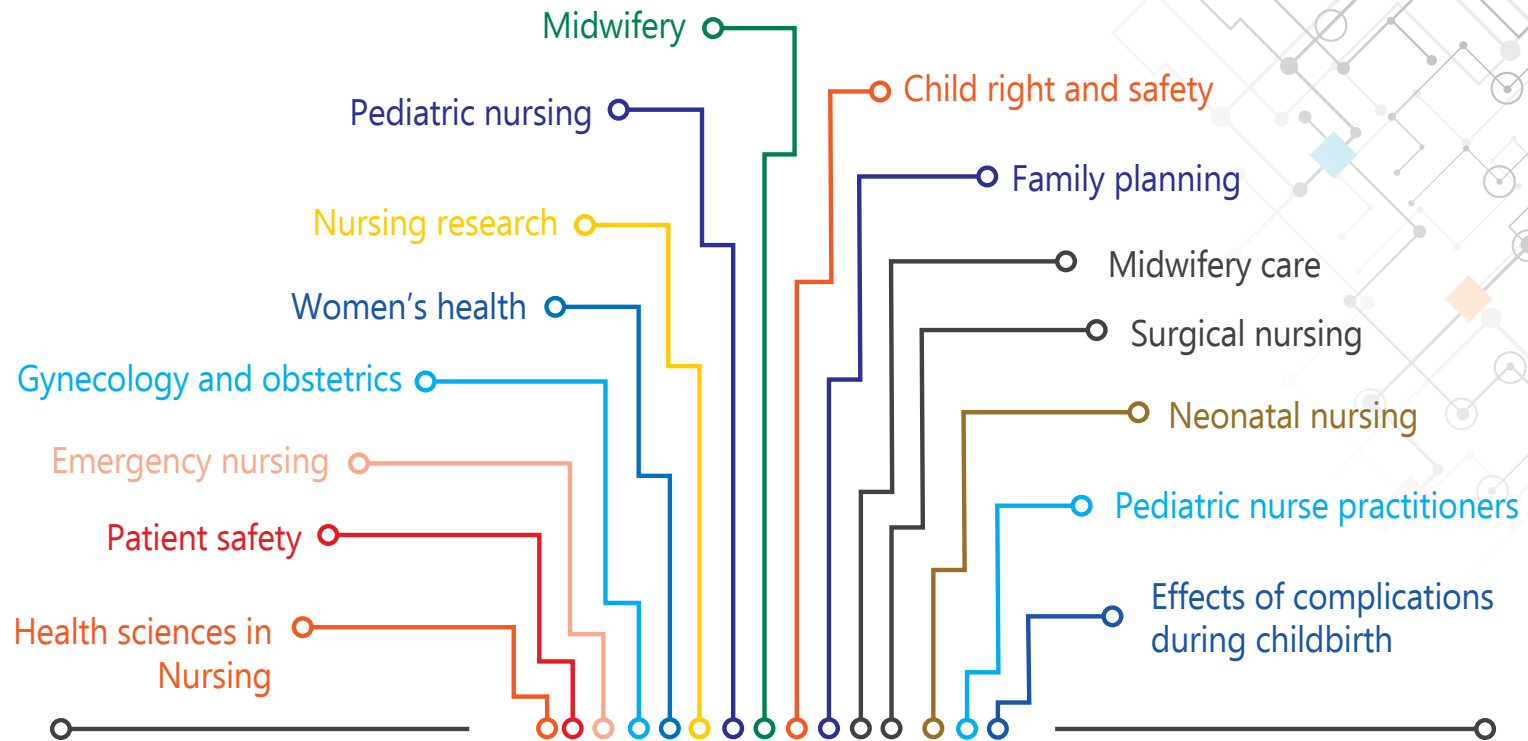 Midwifery
Pediatric nursing
Nursing research
Women's health
Gynecology and obstetrics
Emergency nursing
Patient safety
Health sciences in
Nursing
Child right and safety
Family planning
Midwifery care
Surgical nursing
Neonatal nursing
Pediatric nurse practitioners
Effects of complications
during childbirth